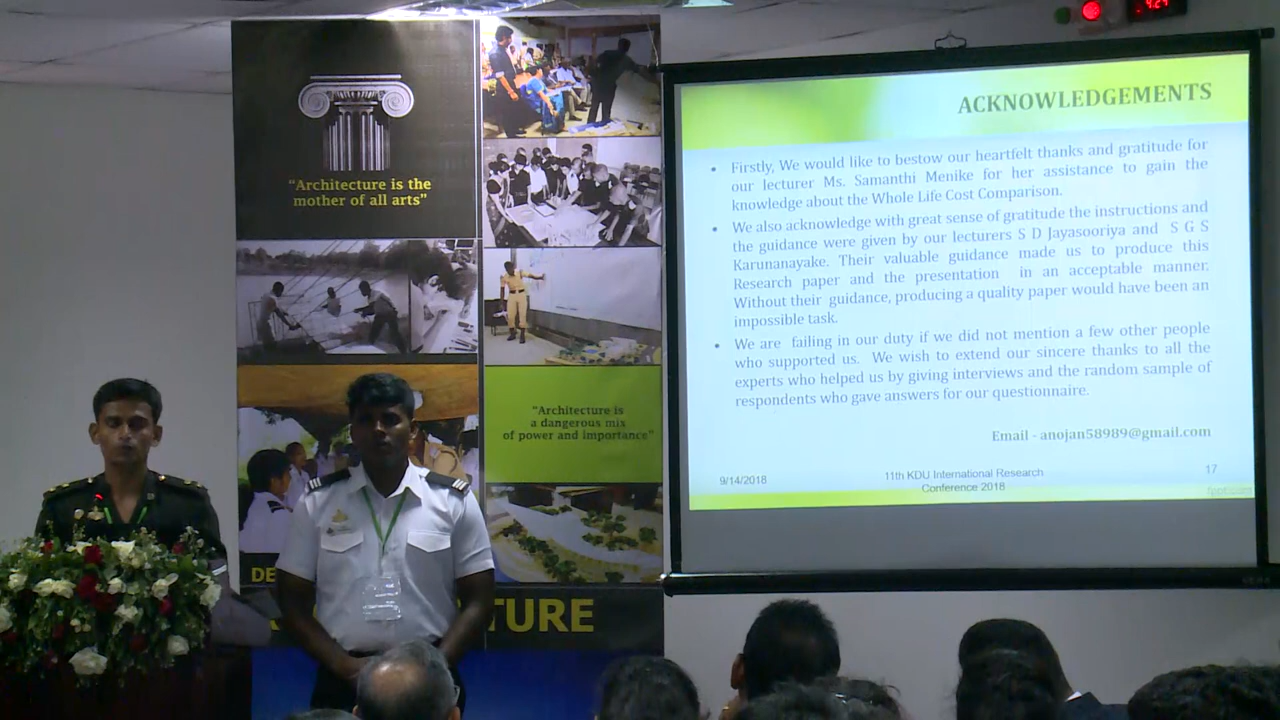 "Architecture is the
mother of all arts"
"Architecture is
a dangerous mix
of power and importance"
DE
TURE
ACKNOWLEDGEMENTS
• Firstly, We would like to bestow our heartfelt thanks and gratitude for
our lecturer Ms. Samanthi Menike for her assistance to gain the
knowledge about the Whole Life Cost Comparison.
• We also acknowledge with great sense of gratitude the instructions and
the guidance were given by our lecturers S D Jayasooriya and S G S
Karunanayake. Their valuable guidance made us to produce this
Research paper and the presentation in an acceptable manner.
Without their guidance, producing a quality paper would have been an
impossible task.
• We are failing in our duty if we did not mention a few other people
who supported us. We wish to extend our sincere thanks to all the
experts who helped us by giving interviews and the random sample of
respondents who gave answers for our questionnaire.
Email - anojan58989@gmail.com
9/14/2018
11th KDU International Research
Conference 2018
17